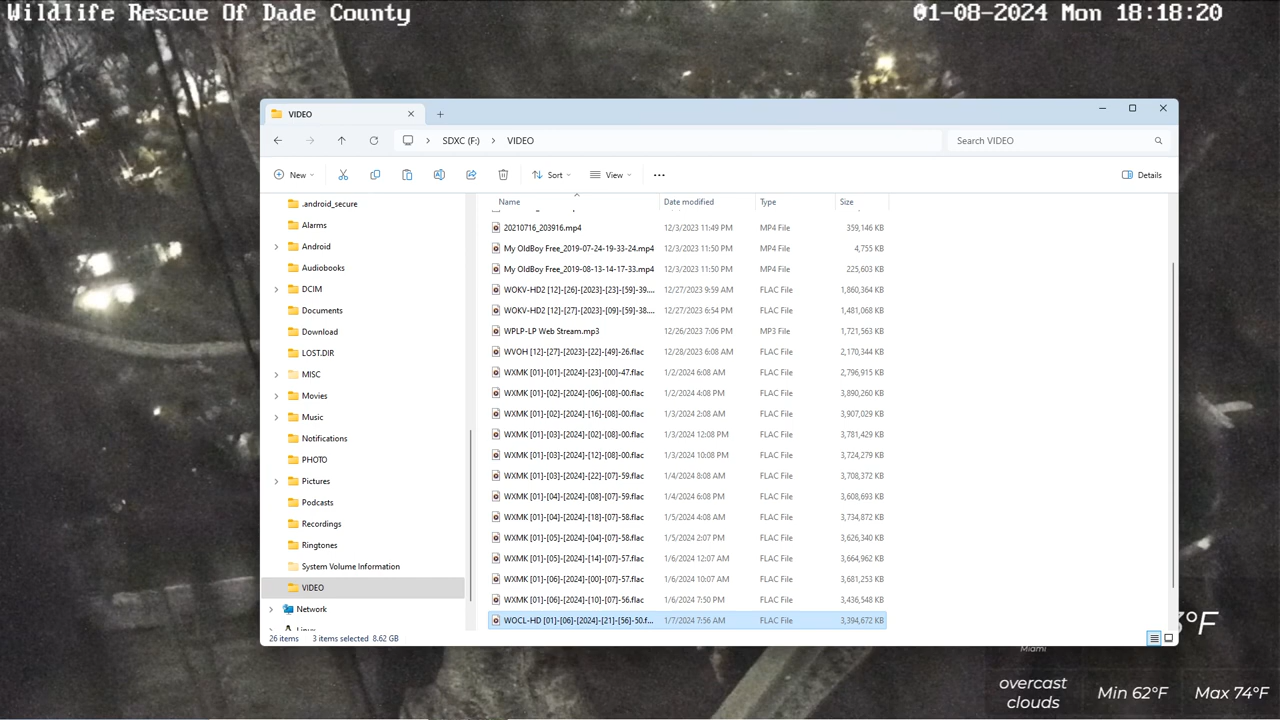 Wildlife Rescue Of Dade County
01-08-2024 Mon 18:18:20
VIDEO
SDXC (F:) VIDEO
Search VIDEO
New
Sort
View
Details
.android_secure
Alarms
Android
Audiobooks
DCIM
Documents
Download
LOST.DIR
MISC
Movies
Music
Notifications
PHOTO
Pictures
Podcasts
Recordings
Ringtones
System Volume Information
VIDEO
Network
Name Date modified Type Size
20210716_203916.mp4 12/3/2023 11:49 PM MP4 File 359,146 KB
My OldBoy Free_2019-07-24-19-33-24.mp4 12/3/2023 11:50 PM MP4 File 4,755 KB
My OldBoy Free_2019-08-13-14-17-33.mp4 12/3/2023 11:50 PM MP4 File 225,603 KB
WOKV-HD2 [12]-[26]-[2023]-[23]-[59]-39.... 12/27/2023 9:59 AM FLAC File 1,860,364 KB
WOKV-HD2 [12]-[27]-[2023]-[09]-[59]-38.... 12/27/2023 6:54 PM FLAC File 1,481,068 KB
WPLP-LP Web Stream.mp3 12/26/2023 7:06 PM MP3 File 1,721,563 KB
WVOH [12]-[27]-[2023]-[22]-[49]-26.flac 12/28/2023 6:08 AM FLAC File 2,170,344 KB
WXMK [01]-[01]-[2024]-[23]-[00]-47.flac 1/2/2024 6:08 AM FLAC File 2,796,915 KB
WXMK [01]-[02]-[2024]-[06]-[08]-00.flac 1/2/2024 4:08 PM FLAC File 3,890,260 KB
WXMK [01]-[02]-[2024]-[16]-[08]-00.flac 1/3/2024 2:08 AM FLAC File 3,907,029 KB
WXMK [01]-[03]-[2024]-[02]-[08]-00.flac 1/3/2024 12:08 PM FLAC File 3,781,429 KB
WXMK [01]-[03]-[2024]-[12]-[08]-00.flac 1/3/2024 10:08 PM FLAC File 3,724,279 KB
WXMK [01]-[03]-[2024]-[22]-[07]-59.flac 1/4/2024 8:08 AM FLAC File 3,708,372 KB
WXMK [01]-[04]-[2024]-[08]-[07]-59.flac 1/4/2024 6:08 PM FLAC File 3,608,693 KB
WXMK [01]-[04]-[2024]-[18]-[07]-58.flac 1/5/2024 4:08 AM FLAC File 3,734,872 KB
WXMK [01]-[05]-[2024]-[04]-[07]-58.flac 1/5/2024 2:07 PM FLAC File 3,626,340 KB
WXMK [01]-[05]-[2024]-[14]-[07]-57.flac 1/6/2024 12:07 AM FLAC File 3,664,962 KB
WXMK [01]-[06]-[2024]-[00]-[07]-57.flac 1/6/2024 10:07 AM FLAC File 3,681,253 KB
WXMK [01]-[06]-[2024]-[10]-[07]-56.flac 1/6/2024 7:50 PM FLAC File 3,436,548 KB
WOCL-HD [01]-[06]-[2024]-[21]-[56]-50.f... 1/7/2024 7:56 AM FLAC File 3,394,672 KB
26 items 3 items selected 8.62 GB
°F
Miami
overcast
clouds
Min 62°F
Max 74°F